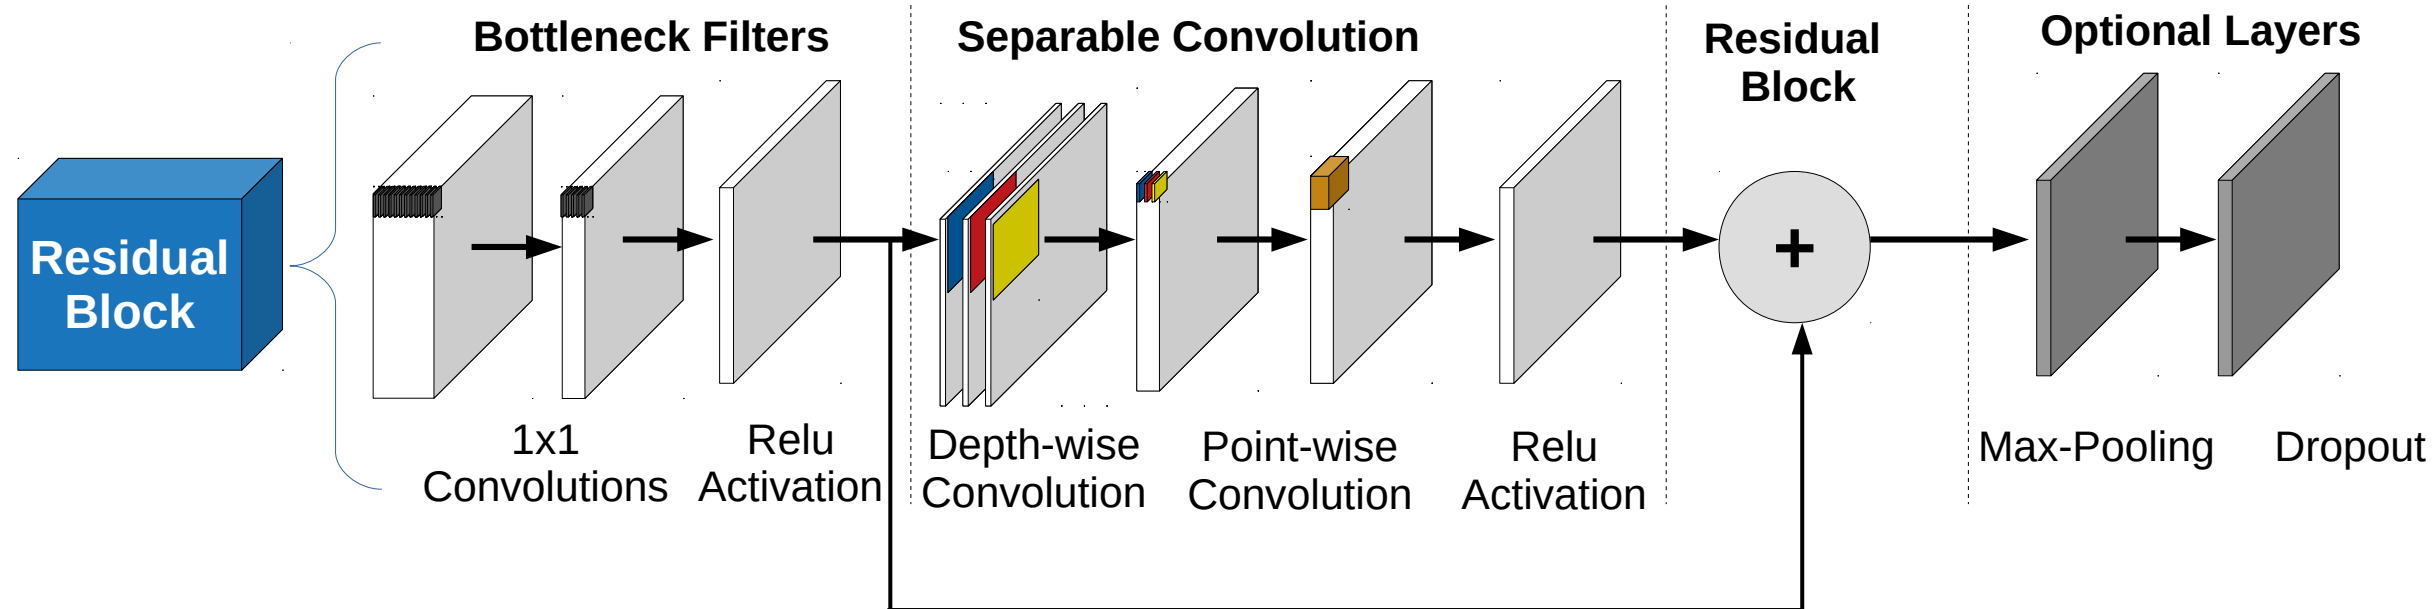 Bottleneck Filters
Separable Convolution
Residual
Block
Optional Layers
Residual
Block
+
1x1
Convolutions
Relu
Activation
Depth-wise
Convolution
Point-wise
Convolution
Relu
Activation
Max-Pooling
Dropout